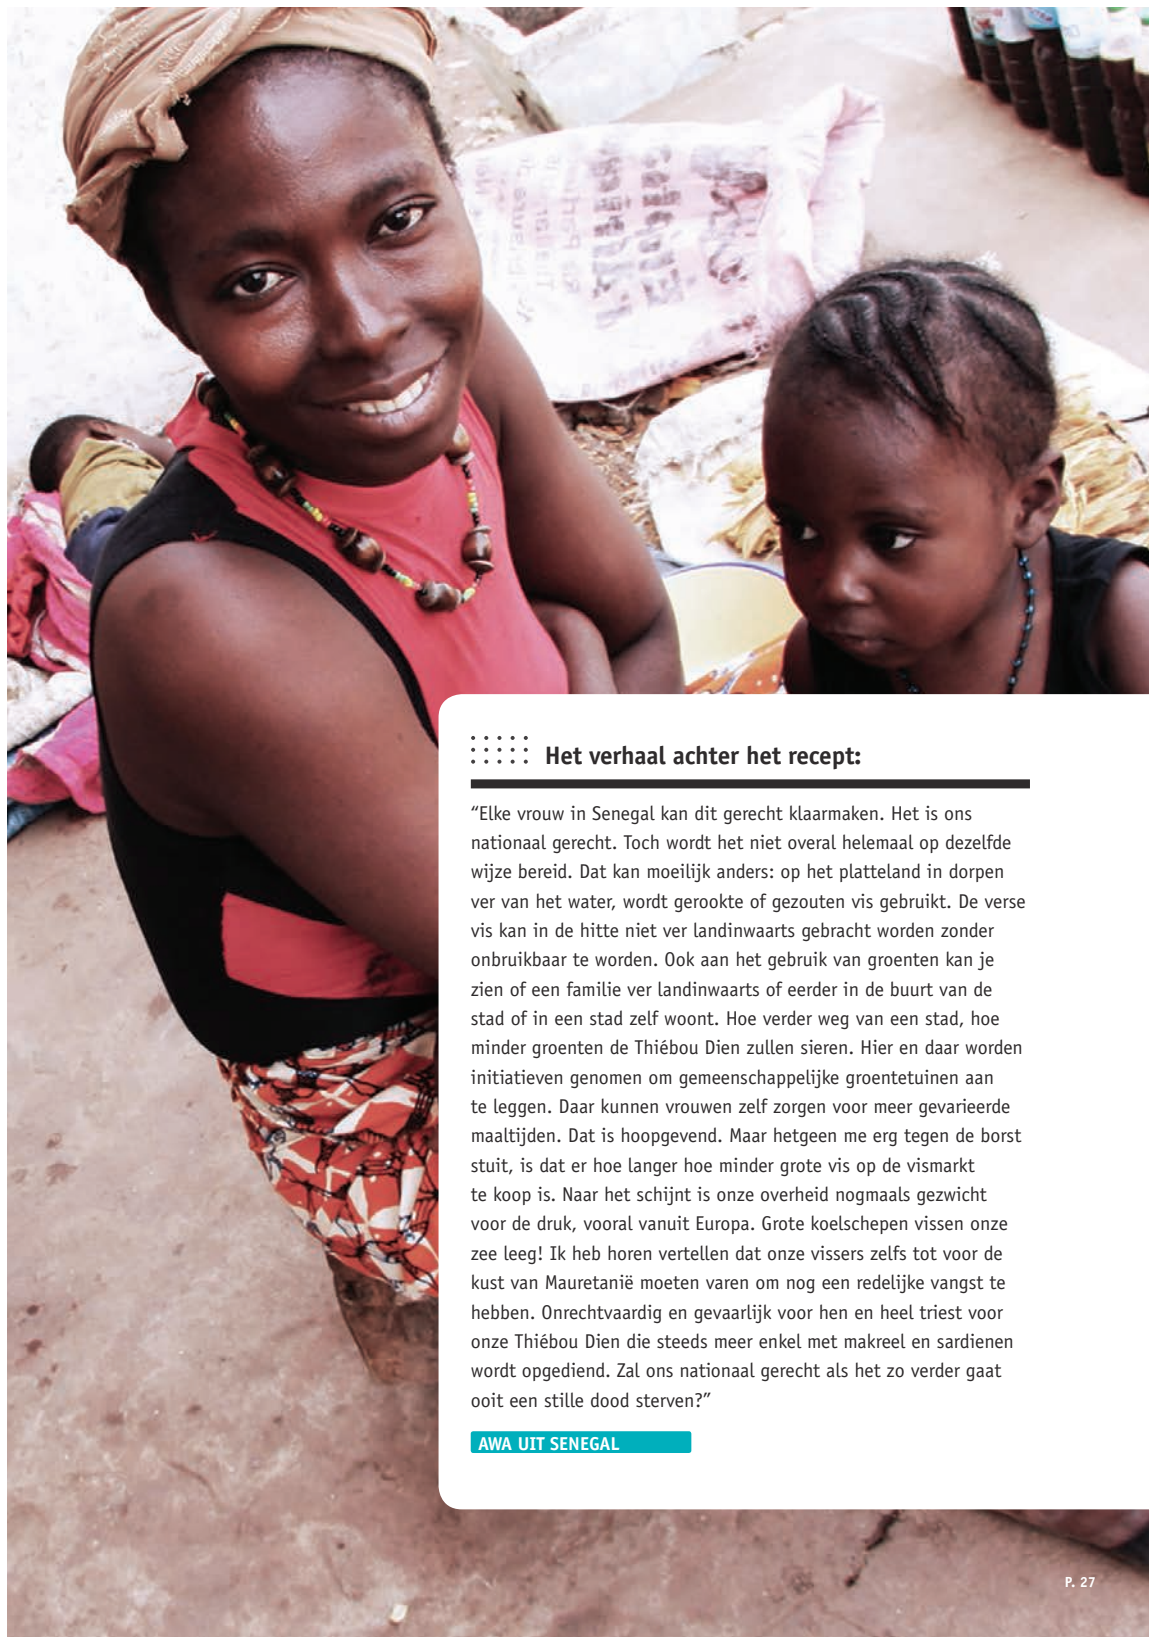 Het verhaal achter het recept:
“Elke vrouw in Senegal kan dit gerecht klaarmaken. Het is ons
nationaal gerecht. Toch wordt het niet overal helemaal op dezelfde
wijze bereid. Dat kan moeilijk anders: op het platteland in dorpen
ver van het water, wordt gerookte of gezouten vis gebruikt. De verse
vis kan in de hitte niet ver landinwaarts gebracht worden zonder
onbruikbaar te worden. Ook aan het gebruik van groenten kan je
zien of een familie ver landinwaarts of eerder in de buurt van de
stad of in een stad zelf woont. Hoe verder weg van een stad, hoe
minder groenten de Thiébou Dien zullen sieren. Hier en daar worden
initiatieven genomen om gemeenschappelijke groentetuinen aan
te leggen. Daar kunnen vrouwen zelf zorgen voor meer gevarieerde
maaltijden. Dat is hoopgevend. Maar hetgeen me erg tegen de borst
stuit, is dat er hoe langer hoe minder grote vis op de vismarkt
te koop is. Naar het schijnt is onze overheid nogmaals gezwicht
voor de druk, vooral vanuit Europa. Grote koelschepen vissen onze
zee leeg! Ik heb horen vertellen dat onze vissers zelfs tot voor de
kust van Mauretanië moeten varen om nog een redelijke vangst te
hebben. Onrechtvaardig en gevaarlijk voor hen en heel triest voor
onze Thiébou Dien die steeds meer enkel met makreel en sardienen
wordt opgediend. Zal ons nationaal gerecht als het zo verder gaat
ooit een stille dood sterven?”
AWA UIT SENEGAL
P. 27